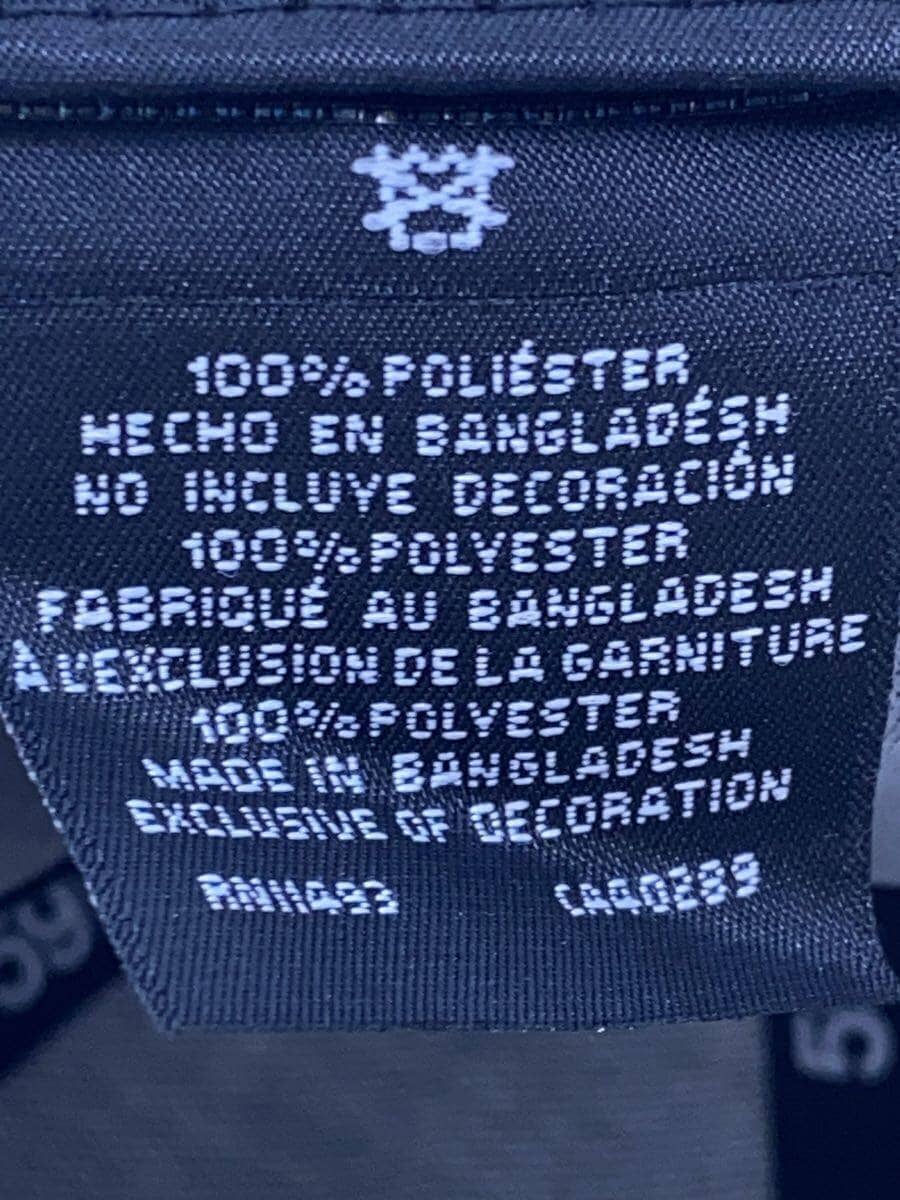 100% POLIÉSTER
HECHO EN BANGLADÉSH
NO INCLUYE DECORACIÓN
100% POLYESTER
FABRIQUÉ AU BANGLADESH
À L'EXCLUSION DE LA GARNITURE
100% POLYESTER
MADE IN BANGLADESH
EXCLUSIVE OF DECORATION
5